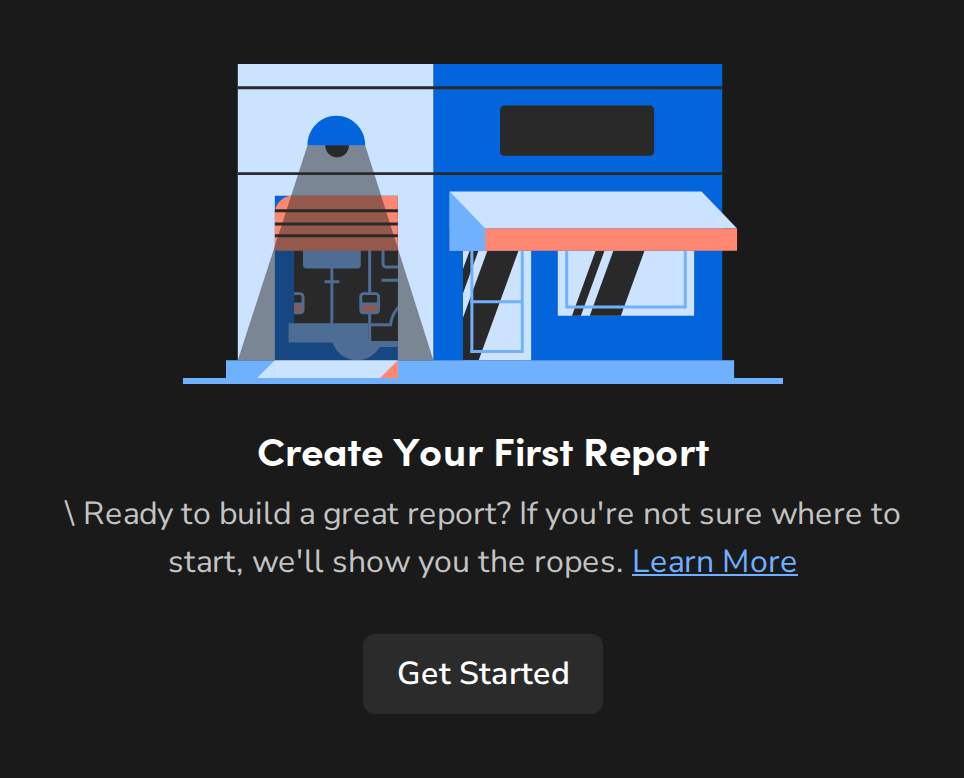 Create Your First Report
\ Ready to build a great report? If you're not sure where to
start, we'll show you the ropes. Learn More
Get Started